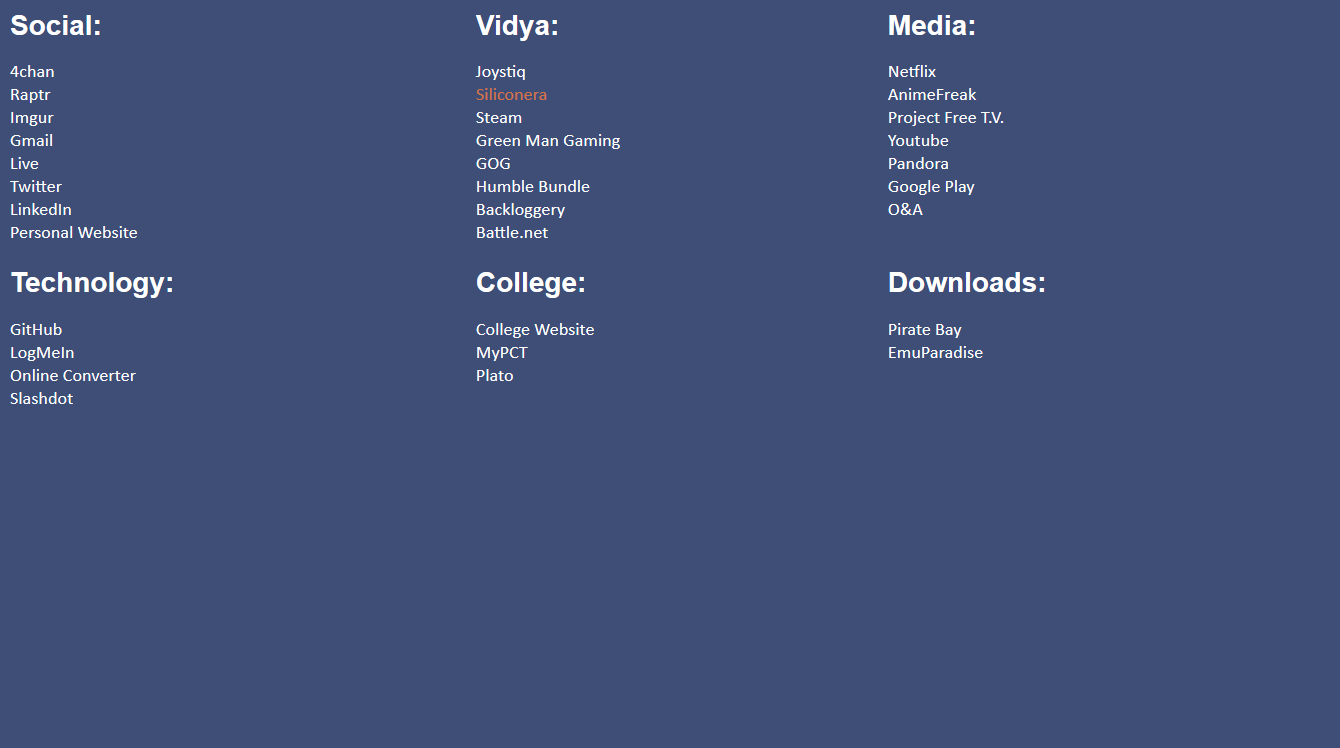 Social:
4chan
Raptr
Imgur
Gmail
Live
Twitter
LinkedIn
Personal Website
Vidya:
Joystiq
Siliconera
Steam
Green Man Gaming
GOG
Humble Bundle
Backloggery
Battle.net
Media:
Netflix
AnimeFreak
Project Free T.V.
Youtube
Pandora
Google Play
O&A
Technology:
GitHub
LogMeIn
Online Converter
Slashdot
College:
College Website
MyPCT
Plato
Downloads:
Pirate Bay
EmuParadise